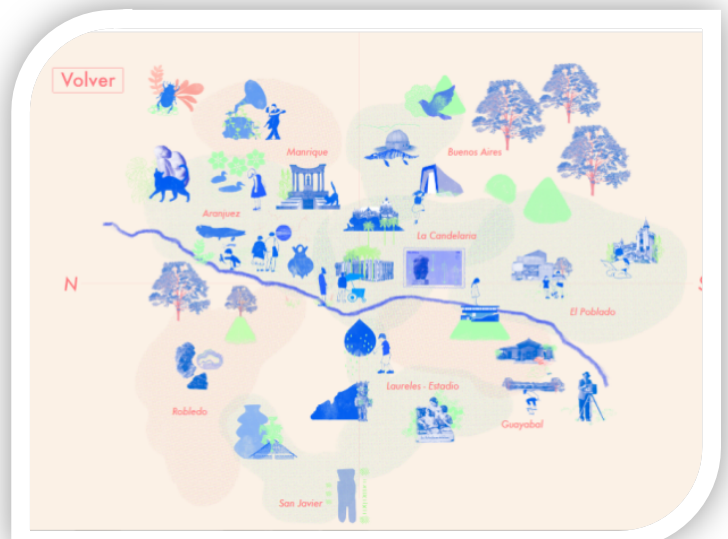 Volver
Manrique
Buenos Aires
Aranjuez
La Candelaria
N
S
El Poblado
Laureles - Estadio
Robledo
Guayabal
San Javier